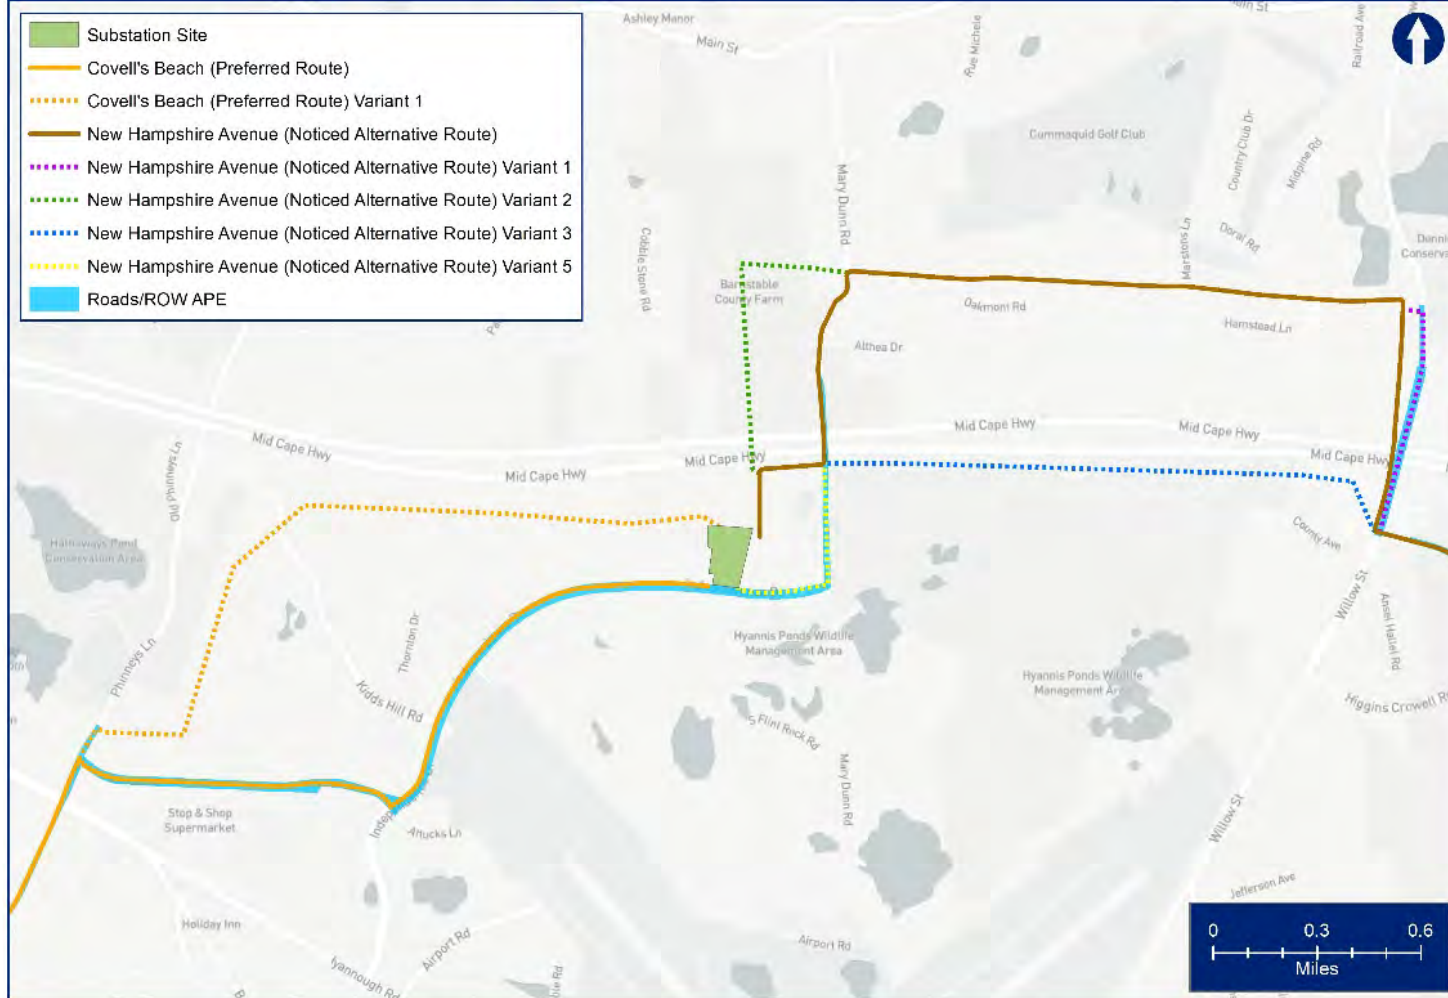 Substation Site
Covell's Beach (Preferred Route)
Covell's Beach (Preferred Route) Variant 1
New Hampshire Avenue (Noticed Alternative Route)
New Hampshire Avenue (Noticed Alternative Route) Variant 1
New Hampshire Avenue (Noticed Alternative Route) Variant 2
New Hampshire Avenue (Noticed Alternative Route) Variant 3
New Hampshire Avenue (Noticed Alternative Route) Variant 5
Roads/ROW APE
Ashley Manor
Main St
Rue Michele
Railroad Ave
Cummaquid Golf Club
Country Club Dr
Midpine Rd
Mary Dunn Rd
Cobble Stone Rd
Marstons Ln
Doral Rd
Barnstable
County Farm
Oakmont Rd
Hamstead Ln
Althea Dr
Mid Cape Hwy
Mid Cape Hwy
Mid Cape Hwy
Mid Cape Hwy
Mid Cape Hwy
Mid Cape Hwy
Old Phinneys Ln
Hathaways Pond
Conservation Area
County Ave
Willow St
Ansel Hallet Rd
Phinneys Ln
Thornton Dr
Kidds Hill Rd
Hyannis Ponds Wildlife
Management Area
Hyannis Ponds Wildlife
Management Area
Higgins Crowell
S Flint Rock Rd
Mary Dunn Rd
Willow St
Stop & Shop
Supermarket
Attucks Ln
Jefferson Ave
Holiday Inn
Airport Rd
Airport Rd
Iyannough Rd
0 0.3 0.6
Miles